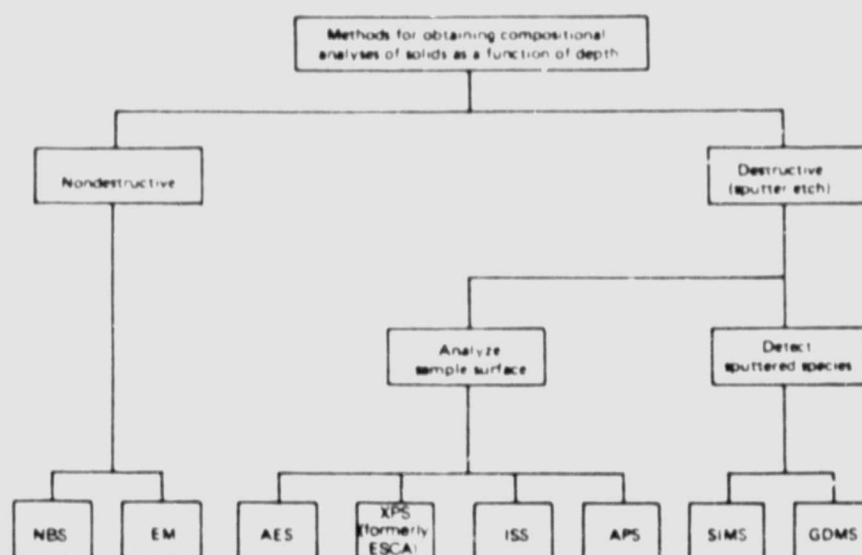 Methods for obtaining compositional
analyses of solids as a function of depth
Nondestructive
Destructive
(sputter etch)
Analyze
sample surface
Detect
sputtered species
NBS
EM
AES
XPS
(formerly
ESCA)
ISS
APS
SIMS
GDMS